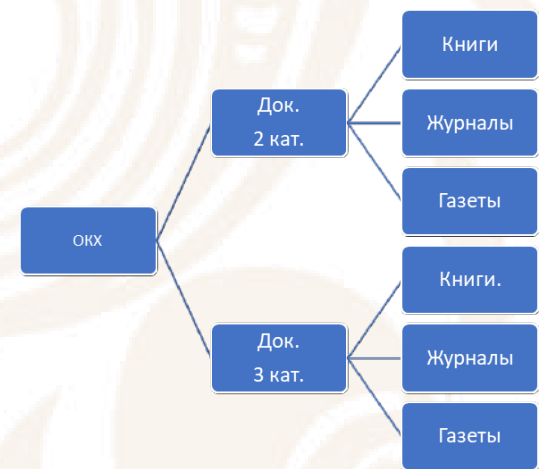 Книги
Док.
2 кат.
Журналы
Газеты
ОКХ
Книги.
Док.
3 кат.
Журналы
Газеты